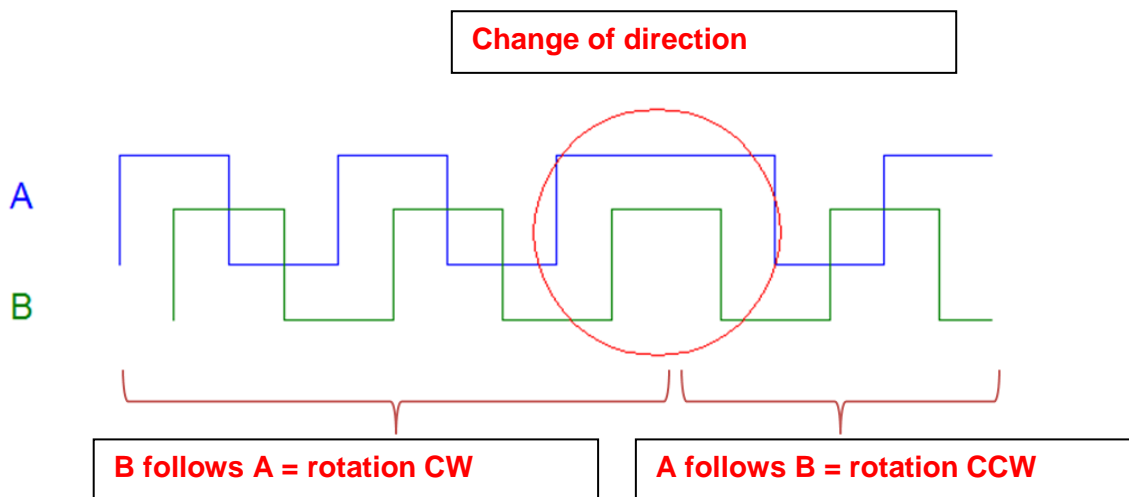 Change of direction
A
B
B follows A = rotation CW
A follows B = rotation CCW